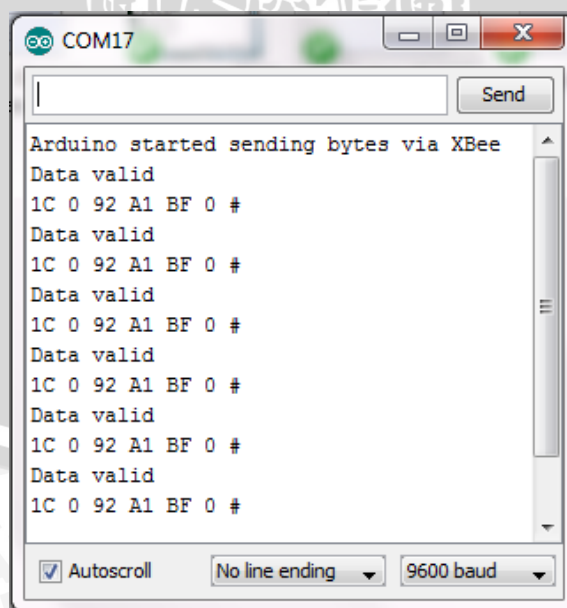 COM17
Send
Arduino started sending bytes via XBee
Data valid
1C 0 92 A1 BF 0 #
Data valid
1C 0 92 A1 BF 0 #
Data valid
1C 0 92 A1 BF 0 #
Data valid
1C 0 92 A1 BF 0 #
Data valid
1C 0 92 A1 BF 0 #
Data valid
1C 0 92 A1 BF 0 #
Autoscroll No line ending 9600 baud